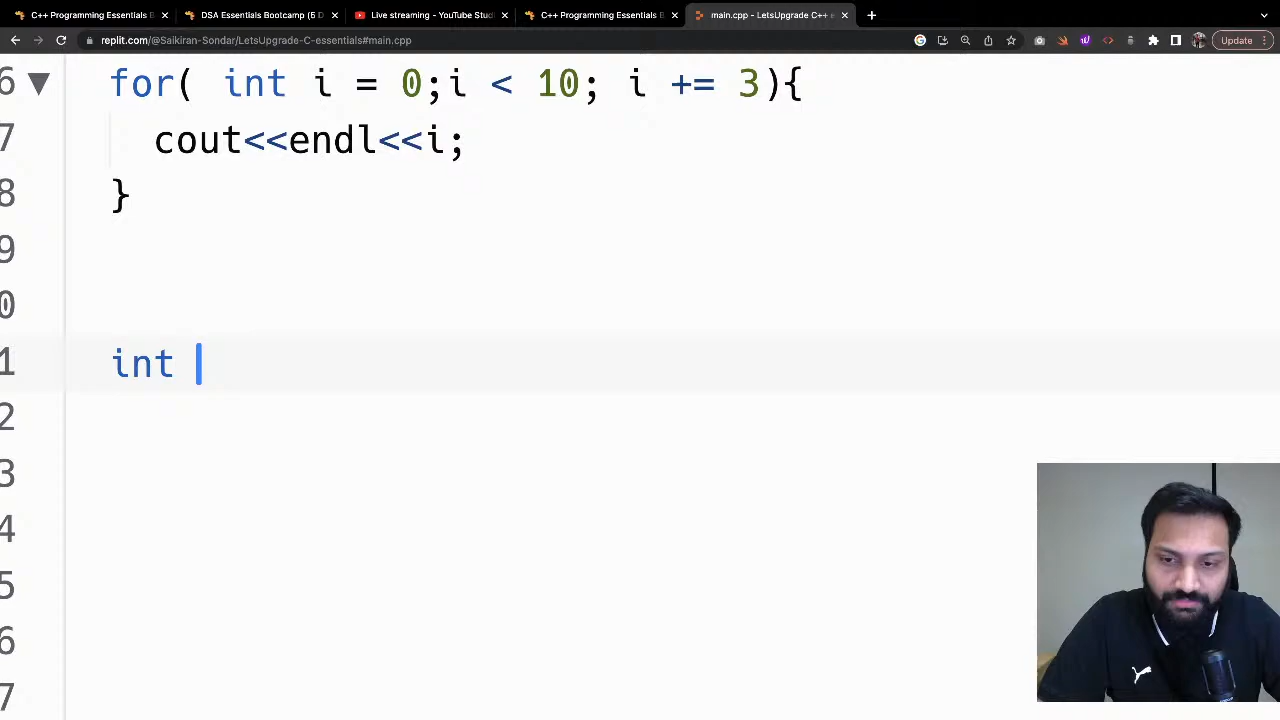 C++ Programming Essentials B
DSA Essentials Bootcamp (5 D
Live streaming - YouTube Stud
C++ Programming Essentials B
main.cpp - LetsUpgrade C++ e
replit.com/@Saikiran-Sondar/LetsUpgrade-C-essentials#main.cpp
Update
6 for( int i = 0;i < 10; i += 3){
7 cout<<endl<<i;
8 }
9
0
1 int
2
3
4
5
6
7